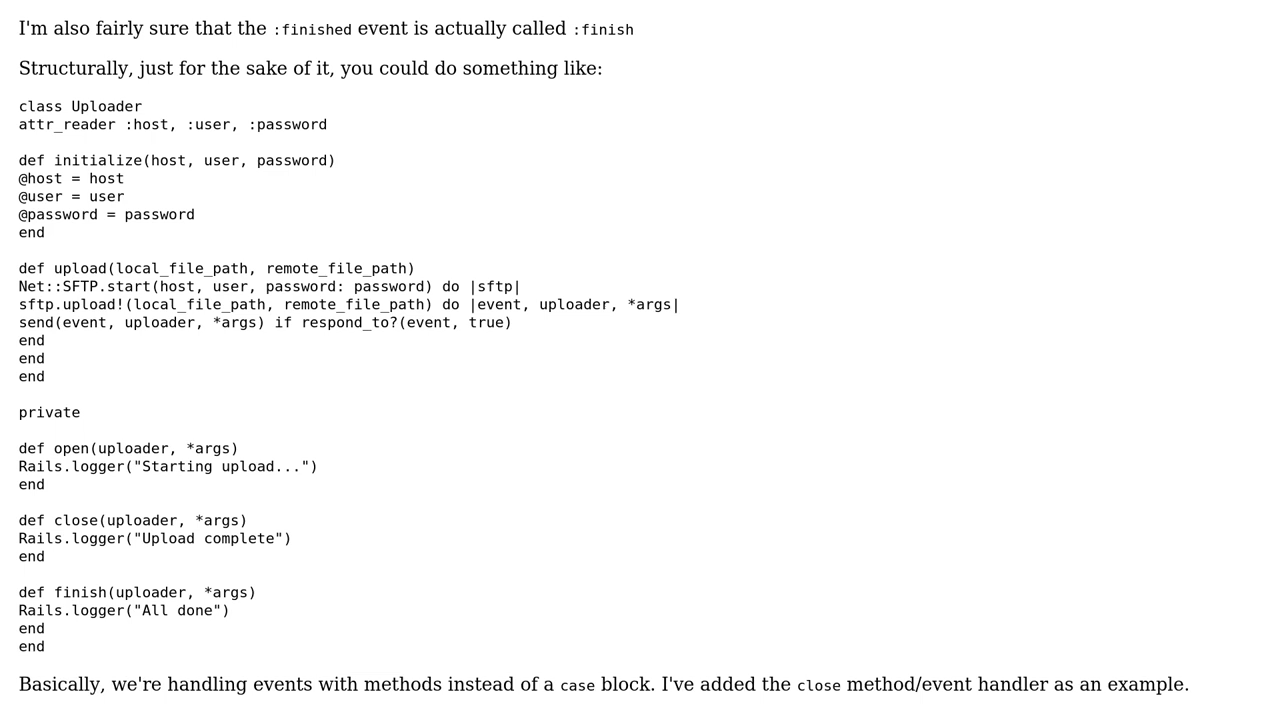 I'm also fairly sure that the :finished event is actually called :finish
Structurally, just for the sake of it, you could do something like:
class Uploader
attr_reader :host, :user, :password
def initialize(host, user, password)
@host = host
@user = user
@password = password
end
def upload(local_file_path, remote_file_path)
Net::SFTP.start(host, user, password: password) do |sftp|
sftp.upload!(local_file_path, remote_file_path) do |event, uploader, *args|
send(event, uploader, *args) if respond_to?(event, true)
end
end
end
private
def open(uploader, *args)
Rails.logger("Starting upload...")
end
def close(uploader, *args)
Rails.logger("Upload complete")
end
def finish(uploader, *args)
Rails.logger("All done")
end
end
Basically, we're handling events with methods instead of a case block. I've added the close method/event handler as an example.